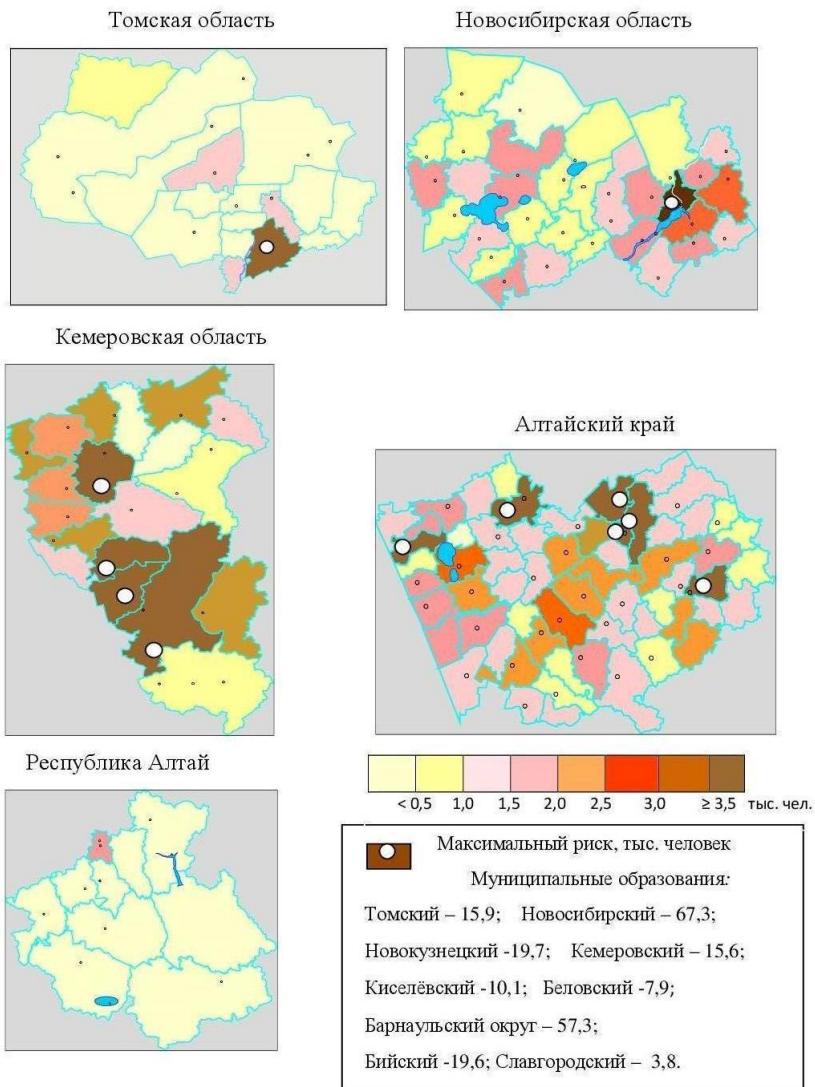 Томская область
Новосибирская область
Кемеровская область
Алтайский край
Республика Алтай
< 0,5 1,0 1,5 2,0 2,5 3,0 ≥ 3,5 тыс. чел.
Максимальный риск, тыс. человек
Муниципальные образования:
Томский – 15,9; Новосибирский – 67,3;
Новокузнецкий -19,7; Кемеровский – 15,6;
Киселёвский -10,1; Беловский -7,9;
Барнаульский округ – 57,3;
Бийский -19,6; Славгородский – 3,8.